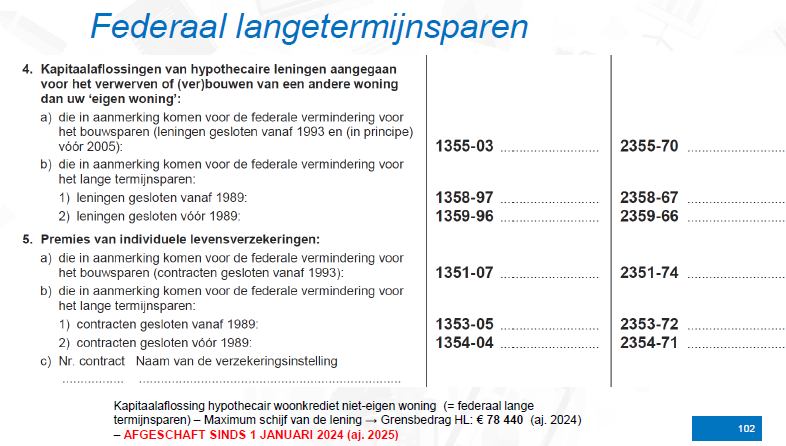 Federaal langetermijnsparen
4. Kapitaalaflossingen van hypothecaire leningen aangegaan
voor het verwerven of (ver)bouwen van een andere woning
dan uw ‘eigen woning’:
a) die in aanmerking komen voor de federale vermindering voor
het bouwsparen (leningen gesloten vanaf 1993 en (in principe)
vóór 2005): 1355-03 .............................. 2355-70 ..............................
b) die in aanmerking komen voor de federale vermindering voor
het lange termijnsparen:
1) leningen gesloten vanaf 1989: 1358-97 .............................. 2358-67 ..............................
2) leningen gesloten vóór 1989: 1359-96 .............................. 2359-66 ..............................
5. Premies van individuele levensverzekeringen:
a) die in aanmerking komen voor de federale vermindering voor
het bouwsparen (contracten gesloten vanaf 1993): 1351-07 .............................. 2351-74 ..............................
b) die in aanmerking komen voor de federale vermindering voor
het lange termijnsparen:
1) contracten gesloten vanaf 1989: 1353-05 .............................. 2353-72 ..............................
2) contracten gesloten vóór 1989: 1354-04 .............................. 2354-71 ..............................
c) Nr. contract Naam van de verzekeringsinstelling
................. ..........................................................................
Kapitaalaflossing hypothecair woonkrediet niet-eigen woning (= federaal lange
termijnsparen) – Maximum schijf van de lening → Grensbedrag HL: € 78 440 (aj. 2024)
– AFGESCHAFT SINDS 1 JANUARI 2024 (aj. 2025)
102